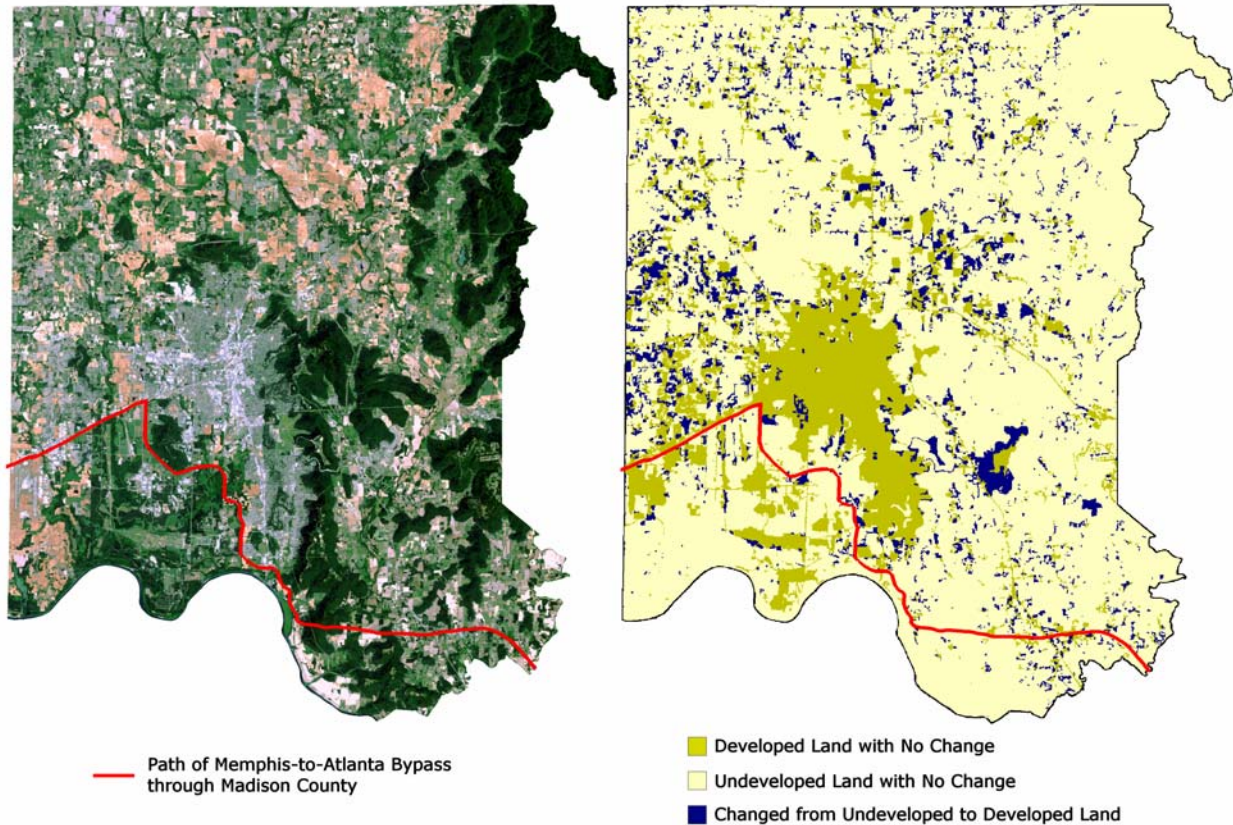 Path of Memphis-to-Atlanta Bypass
through Madison County
Developed Land with No Change
Undeveloped Land with No Change
Changed from Undeveloped to Developed Land